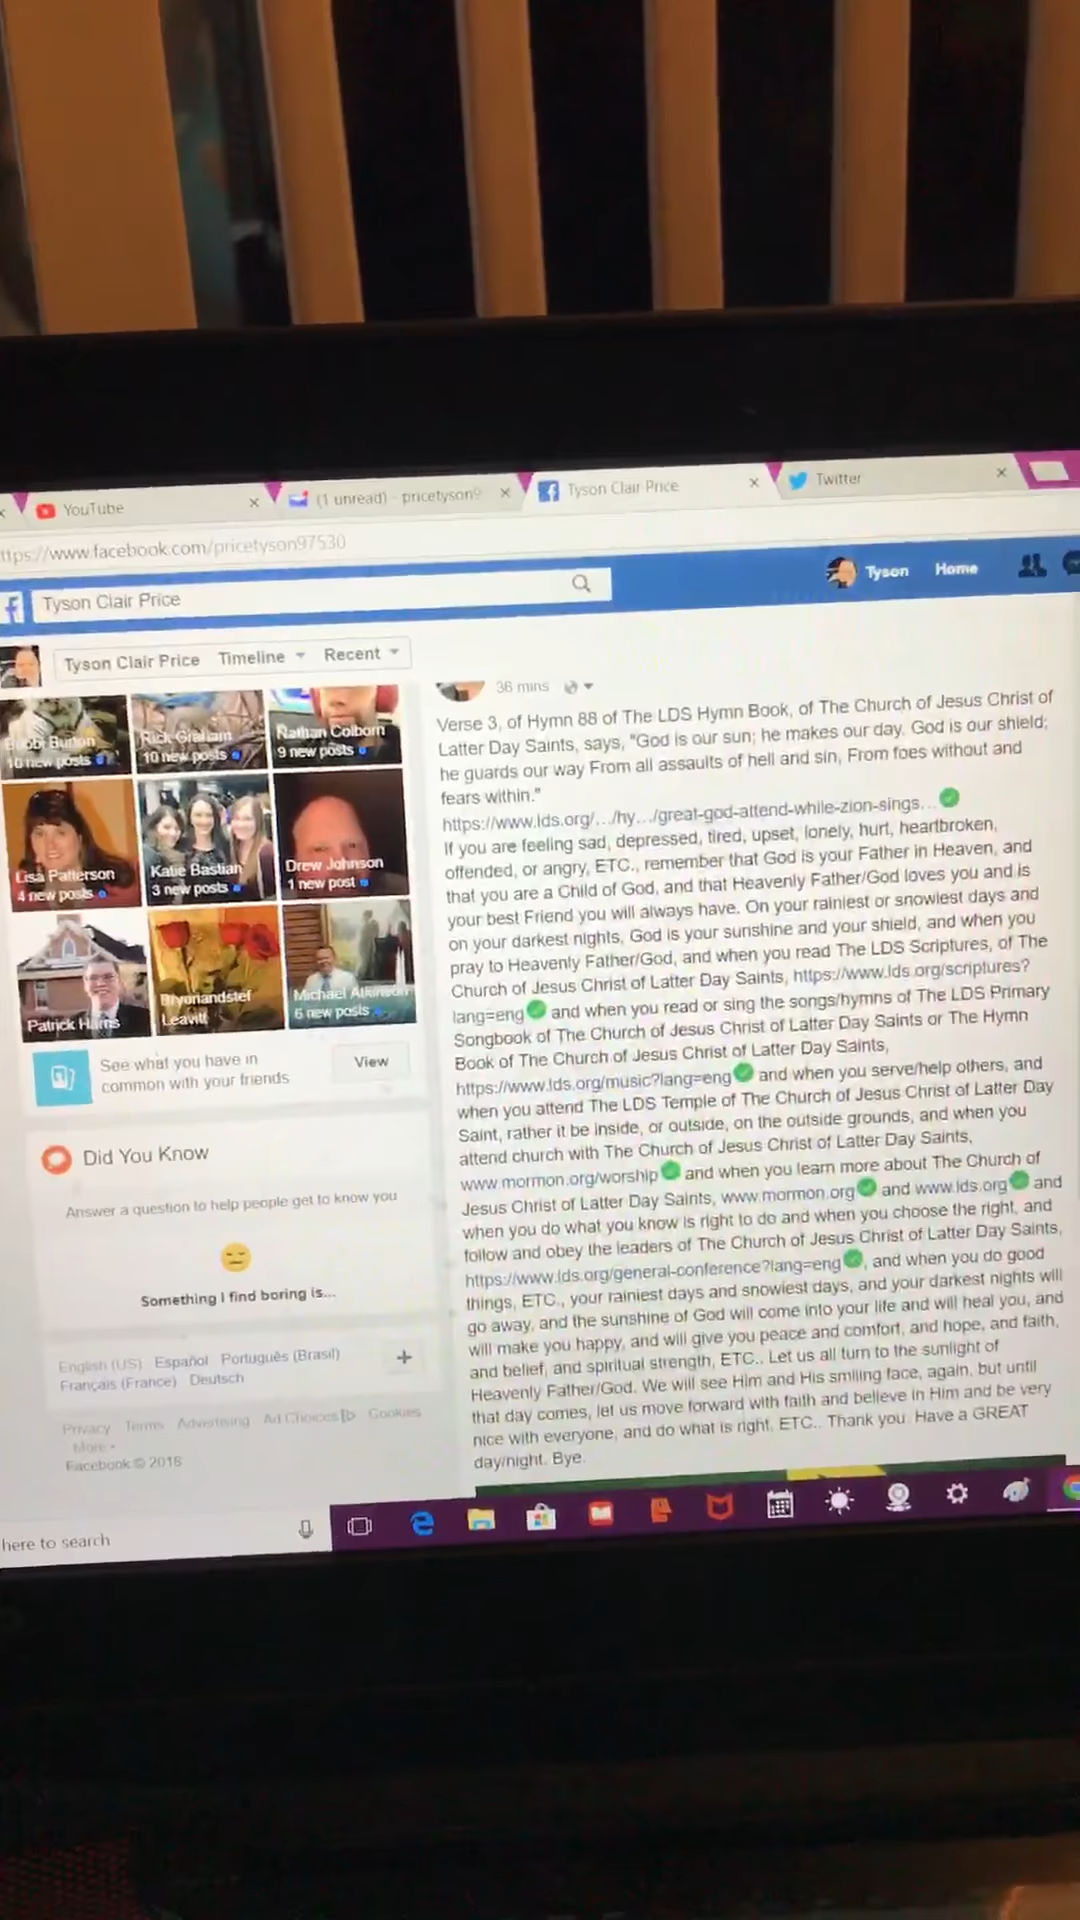 YouTube
(1 unread) - pricetyson9
Tyson Clair Price
Twitter
ttps://www.facebook.com/pricetyson97530
Tyson Clair Price
Tyson
Home
Tyson Clair Price Timeline Recent
36 mins
Verse 3, of Hymn 88 of The LDS Hymn Book, of The Church of Jesus Christ of
Latter Day Saints, says, "God is our sun; he makes our day. God is our shield;
he guards our way From all assaults of hell and sin, From foes without and
fears within."
https://www.lds.org/.../hy.../great-god-attend-while-zion-sings...
If you are feeling sad, depressed, tired, upset, lonely, hurt, heartbroken,
offended, or angry, ETC., remember that God is your Father in Heaven, and
that you are a Child of God, and that Heavenly Father/God loves you and is
your best Friend you will always have. On your rainiest or snowiest days and
on your darkest nights, God is your sunshine and your shield, and when you
pray to Heavenly Father/God, and when you read The LDS Scriptures, of The
Church of Jesus Christ of Latter Day Saints, https://www.lds.org/scriptures?
lang=eng and when you read or sing the songs/hymns of The LDS Primary
Songbook of The Church of Jesus Christ of Latter Day Saints or The Hymn
Book of The Church of Jesus Christ of Latter Day Saints,
https://www.lds.org/music?lang=eng and when you serve/help others, and
when you attend The LDS Temple of The Church of Jesus Christ of Latter Day
Saint, rather it be inside, or outside, on the outside grounds, and when you
attend church with The Church of Jesus Christ of Latter Day Saints,
www.mormon.org/worship and when you learn more about The Church of
Jesus Christ of Latter Day Saints, www.mormon.org and www.lds.org and
when you do what you know is right to do and when you choose the right, and
follow and obey the leaders of The Church of Jesus Christ of Latter Day Saints,
https://www.lds.org/general-conference?lang=eng, and when you do good
things, ETC., your rainiest days and snowiest days, and your darkest nights will
go away, and the sunshine of God will come into your life and will heal you, and
will make you happy, and will give you peace and comfort, and hope, and faith,
and belief, and spiritual strength, ETC.. Let us all turn to the sunlight of
Heavenly Father/God. We will see Him and His smiling face, again, but until
that day comes, let us move forward with faith and believe in Him and be very
nice with everyone, and do what is right, ETC.. Thank you. Have a GREAT
day/night. Bye.
Bobbi Burton
10 new posts
Rick Graham
10 new posts
Nathan Colborn
9 new posts
Lisa Patterson
4 new posts
Katie Bastian
3 new posts
Drew Johnson
1 new post
Patrick Harris
Bryonandstef
Leavitt
Michael Atkinson
6 new posts
See what you have in
common with your friends
View
Did You Know
Answer a question to help people get to know you
Something I find boring is...
English (US) Español Português (Brasil)
Français (France) Deutsch
Privacy Terms Advertising Ad Choices Cookies
More
Facebook © 2018
here to search